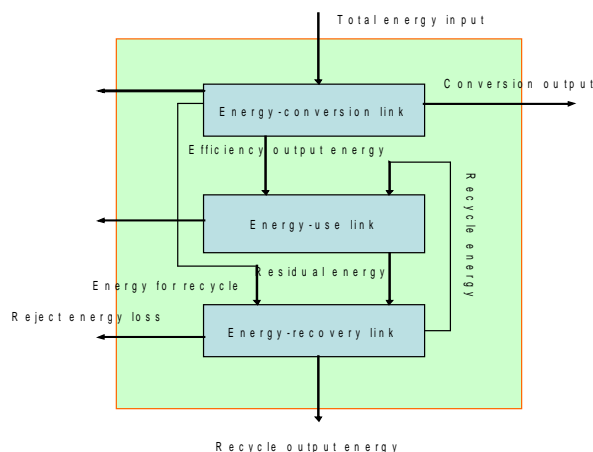 Total energy input
Conversion output
Energy-conversion link
Efficiency output energy
Recycle energy
Energy-use link
Residual energy
Energy for recycle
Reject energy loss
Energy-recovery link
Recycle output energy